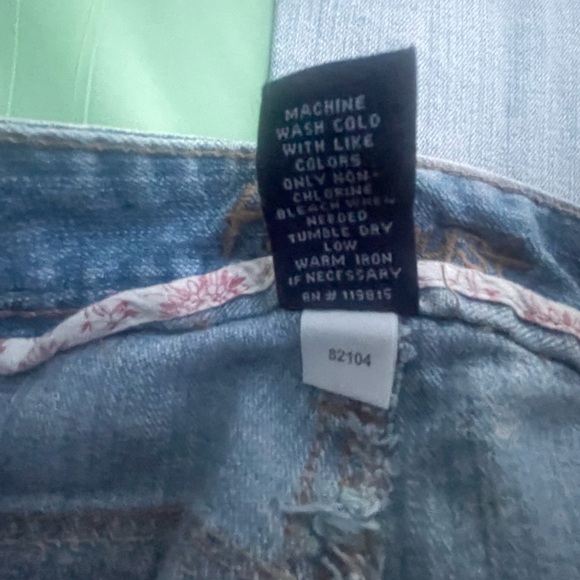 MACHINE
WASH COLD
WITH LIKE
COLORS
ONLY NON-
CHLORINE
BLEACH WHEN
NEEDED
TUMBLE DRY
LOW
WARM IRON
IF NECESSARY
RN # 119815
82104